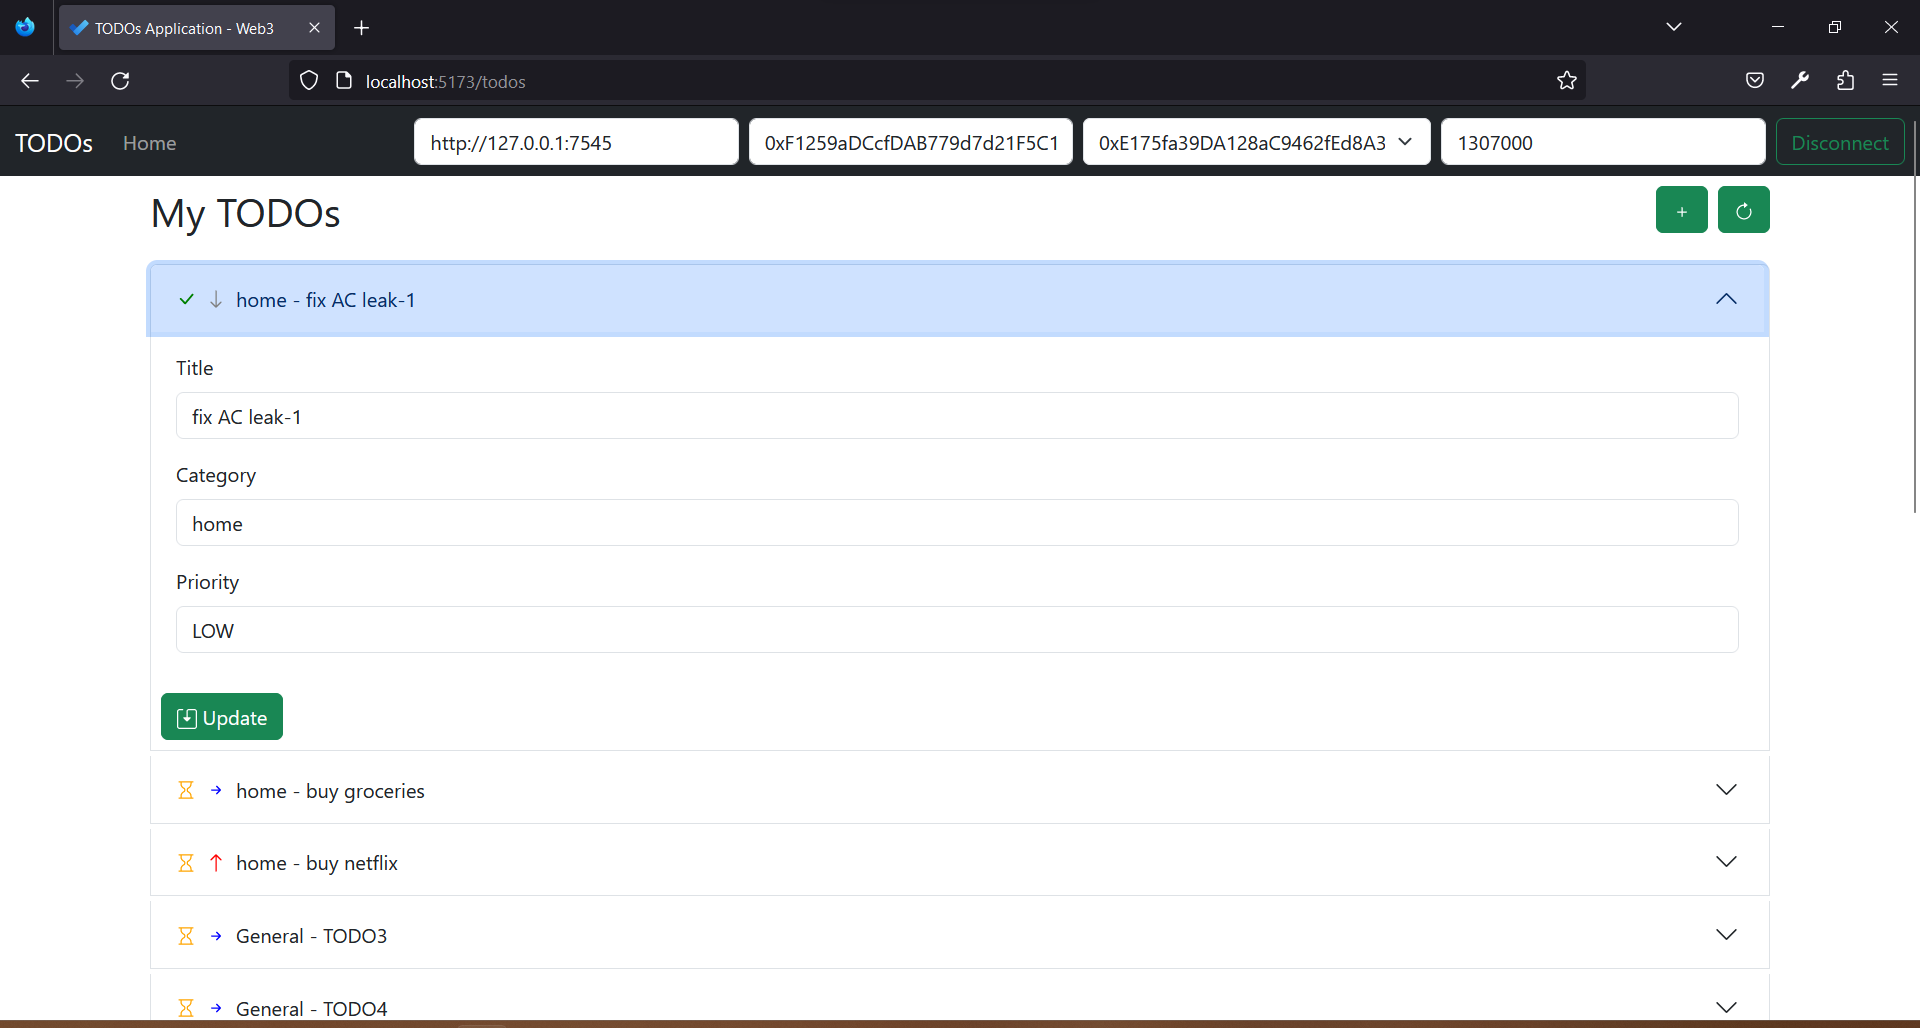 TODOs Application - Web3
localhost:5173/todos
TODOs Home http://127.0.0.1:7545 0xF1259aDCcfDAB779d7d21F5C1 0xE175fa39DA128aC9462fEd8A3 1307000 Disconnect
My TODOs
home - fix AC leak-1
Title
fix AC leak-1
Category
home
Priority
LOW
Update
home - buy groceries
home - buy netflix
General - TODO3
General - TODO4